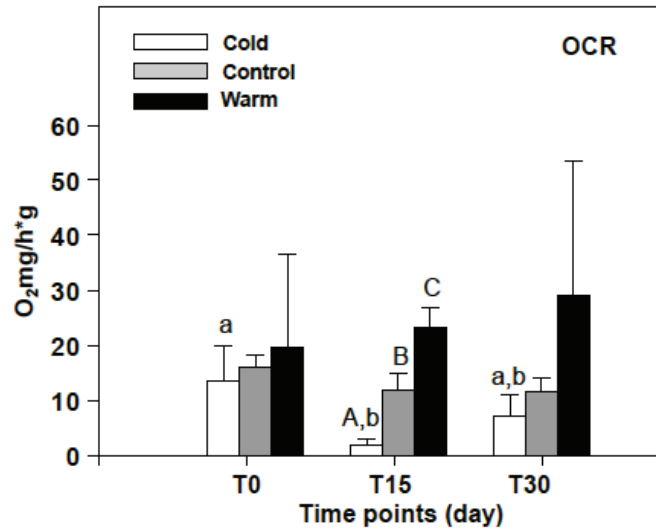 Cold
Control
Warm
OCR
O₂mg/h*g
60
50
40
30
20
10
0
a
A,b
B
C
a,b
T0 T15 T30
Time points (day)